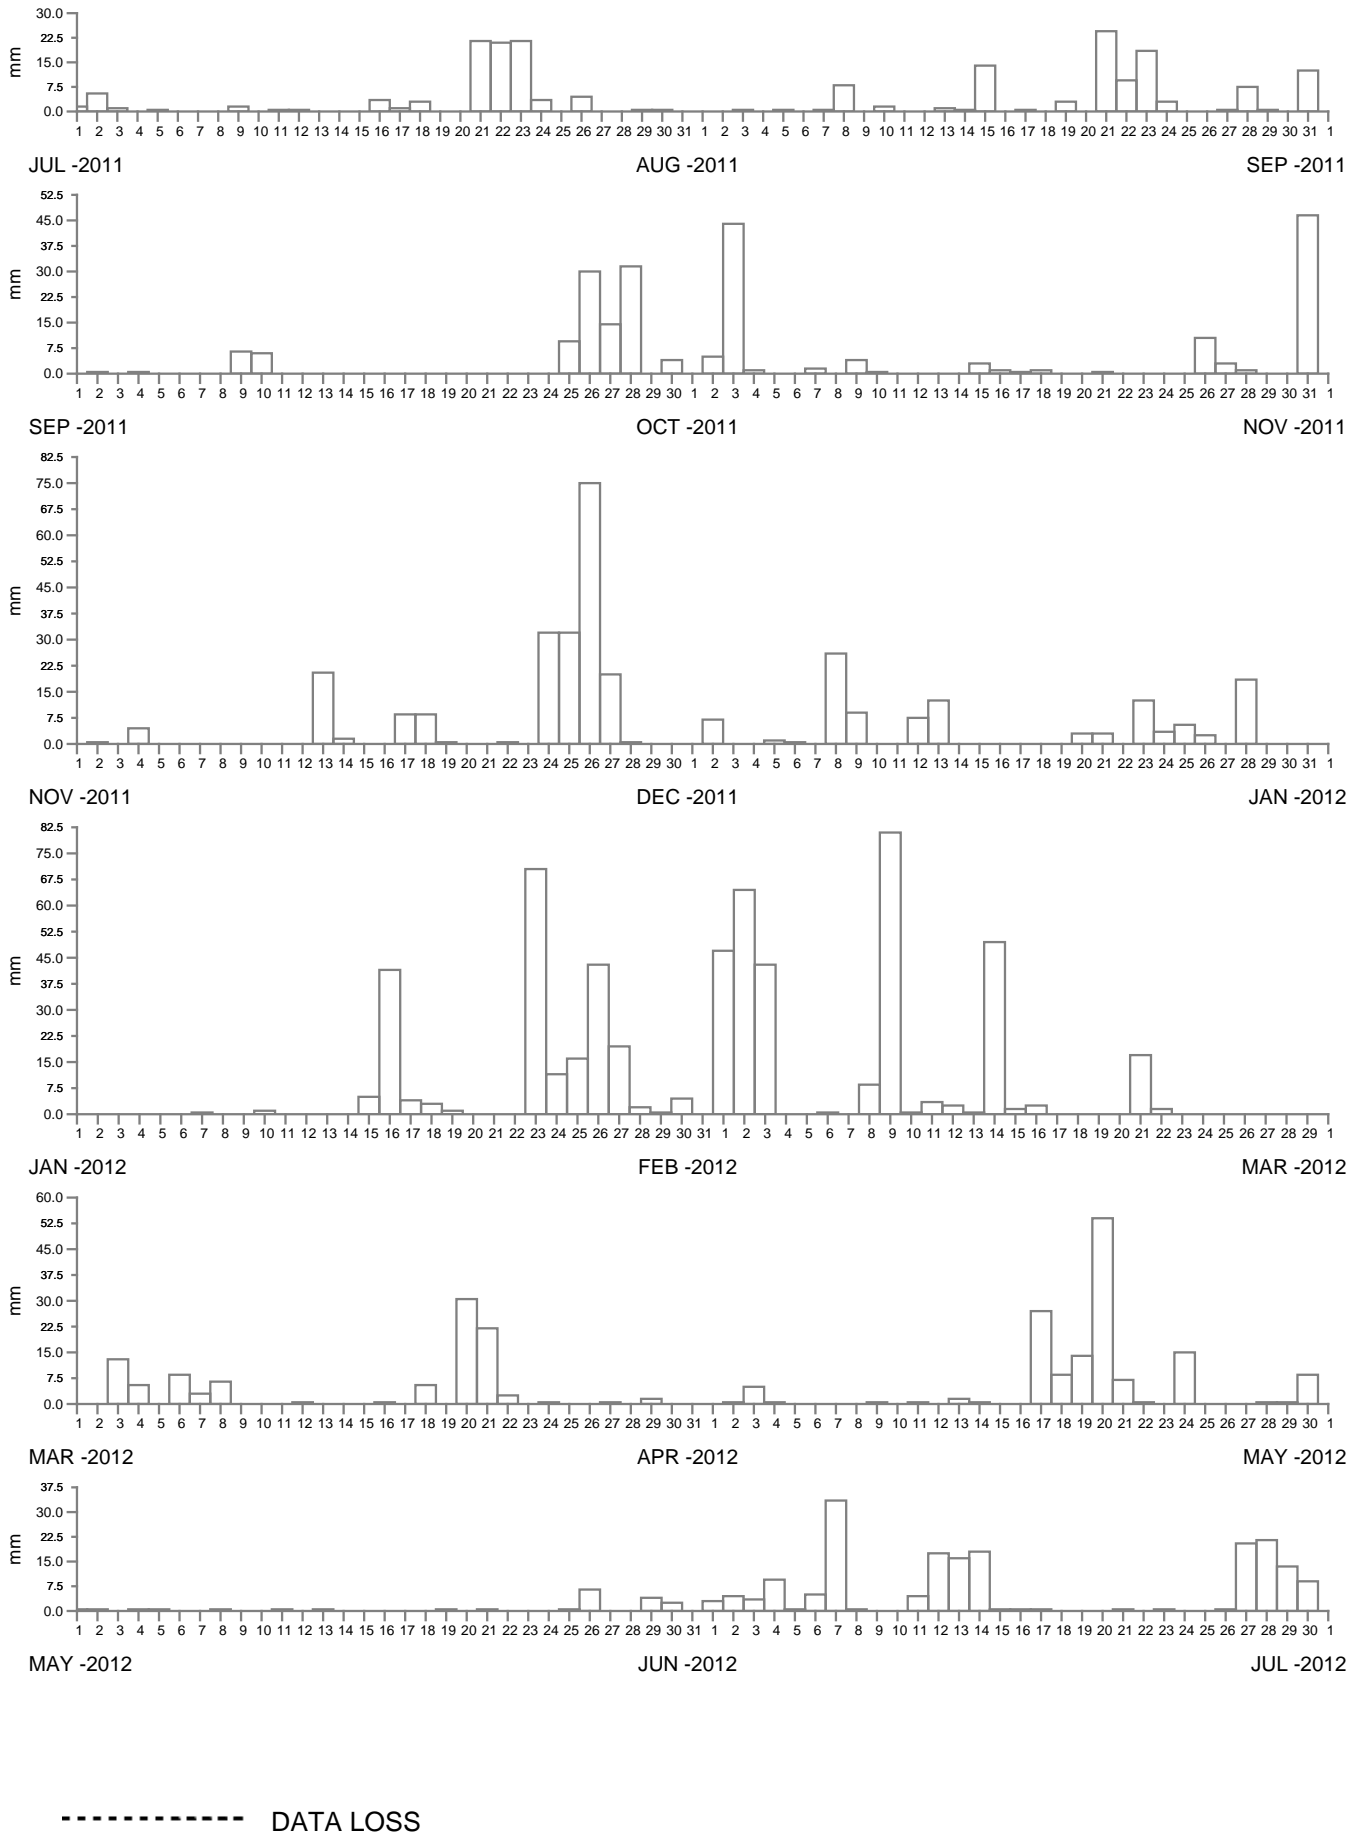 30.0
22.5
15.0
7.5
0.0
mm
1 2 3 4 5 6 7 8 9 10 11 12 13 14 15 16 17 18 19 20 21 22 23 24 25 26 27 28 29 30 31 1 2 3 4 5 6 7 8 9 10 11 12 13 14 15 16 17 18 19 20 21 22 23 24 25 26 27 28 29 30 31 1
JUL -2011 AUG -2011 SEP -2011
52.5
45.0
37.5
30.0
22.5
15.0
7.5
0.0
mm
1 2 3 4 5 6 7 8 9 10 11 12 13 14 15 16 17 18 19 20 21 22 23 24 25 26 27 28 29 30 1 2 3 4 5 6 7 8 9 10 11 12 13 14 15 16 17 18 19 20 21 22 23 24 25 26 27 28 29 30 31 1
SEP -2011 OCT -2011 NOV -2011
82.5
75.0
67.5
60.0
52.5
45.0
37.5
30.0
22.5
15.0
7.5
0.0
mm
1 2 3 4 5 6 7 8 9 10 11 12 13 14 15 16 17 18 19 20 21 22 23 24 25 26 27 28 29 30 1 2 3 4 5 6 7 8 9 10 11 12 13 14 15 16 17 18 19 20 21 22 23 24 25 26 27 28 29 30 31 1
NOV -2011 DEC -2011 JAN -2012
82.5
75.0
67.5
60.0
52.5
45.0
37.5
30.0
22.5
15.0
7.5
0.0
mm
1 2 3 4 5 6 7 8 9 10 11 12 13 14 15 16 17 18 19 20 21 22 23 24 25 26 27 28 29 30 31 1 2 3 4 5 6 7 8 9 10 11 12 13 14 15 16 17 18 19 20 21 22 23 24 25 26 27 28 29 1
JAN -2012 FEB -2012 MAR -2012
60.0
52.5
45.0
37.5
30.0
22.5
15.0
7.5
0.0
mm
1 2 3 4 5 6 7 8 9 10 11 12 13 14 15 16 17 18 19 20 21 22 23 24 25 26 27 28 29 30 31 1 2 3 4 5 6 7 8 9 10 11 12 13 14 15 16 17 18 19 20 21 22 23 24 25 26 27 28 29 30 1
MAR -2012 APR -2012 MAY -2012
37.5
30.0
22.5
15.0
7.5
0.0
mm
1 2 3 4 5 6 7 8 9 10 11 12 13 14 15 16 17 18 19 20 21 22 23 24 25 26 27 28 29 30 31 1 2 3 4 5 6 7 8 9 10 11 12 13 14 15 16 17 18 19 20 21 22 23 24 25 26 27 28 29 30 1
MAY -2012 JUN -2012 JUL -2012
DATA LOSS